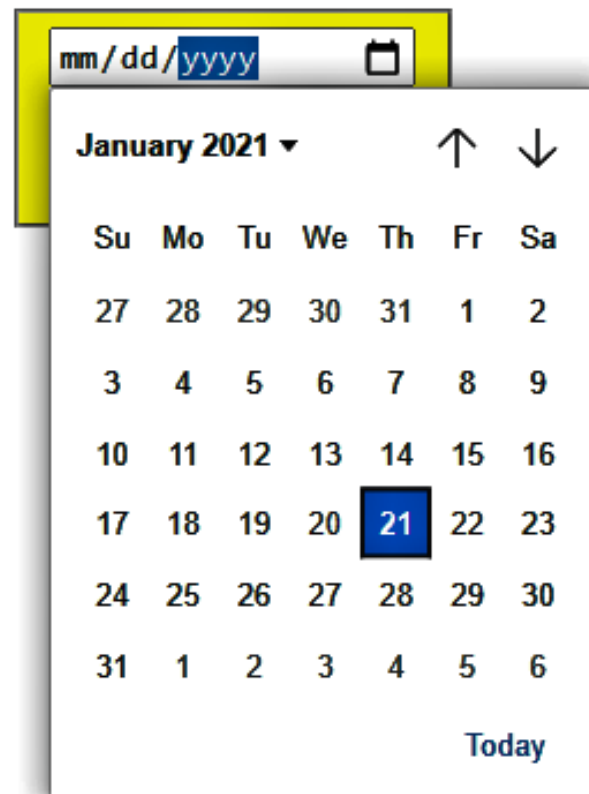 mm/dd/yyyy
January 2021
Su Mo Tu We Th Fr Sa
27 28 29 30 31 1 2
3 4 5 6 7 8 9
10 11 12 13 14 15 16
17 18 19 20 21 22 23
24 25 26 27 28 29 30
31 1 2 3 4 5 6
Today